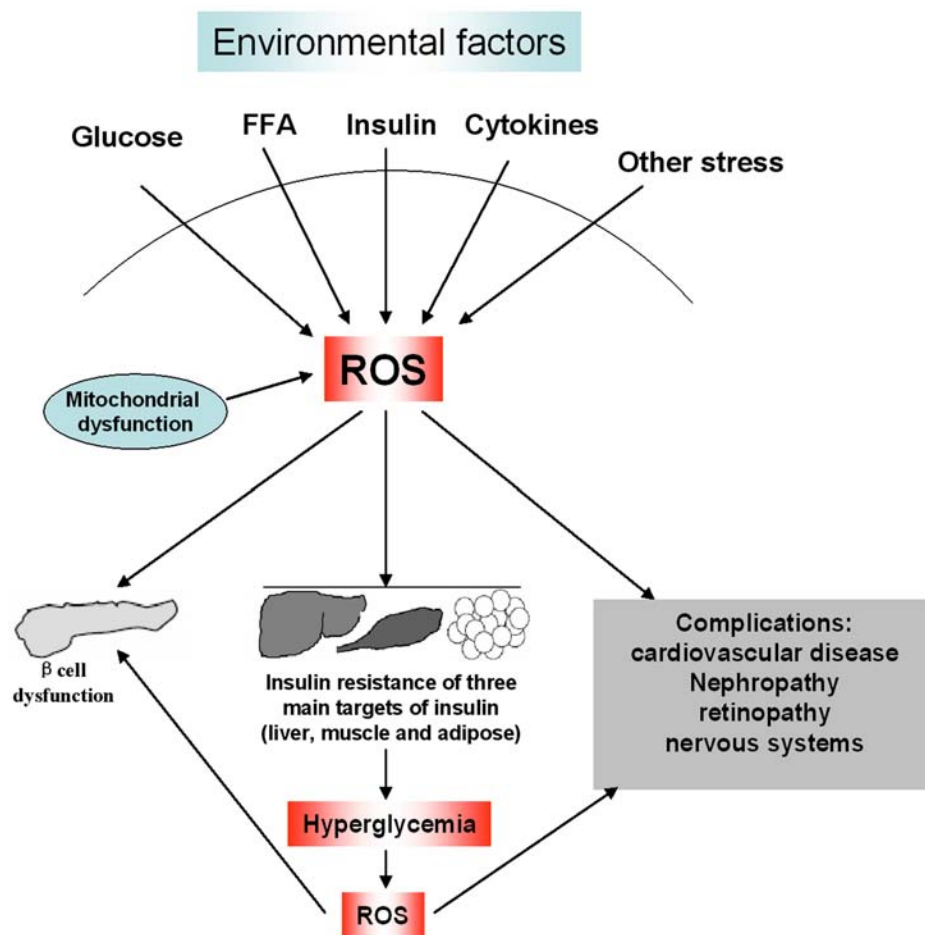 Environmental factors
Glucose
FFA
Insulin
Cytokines
Other stress
ROS
Mitochondrial
dysfunction
β cell
dysfunction
Insulin resistance of three
main targets of insulin
(liver, muscle and adipose)
Complications:
cardiovascular disease
Nephropathy
retinopathy
nervous systems
Hyperglycemia
ROS